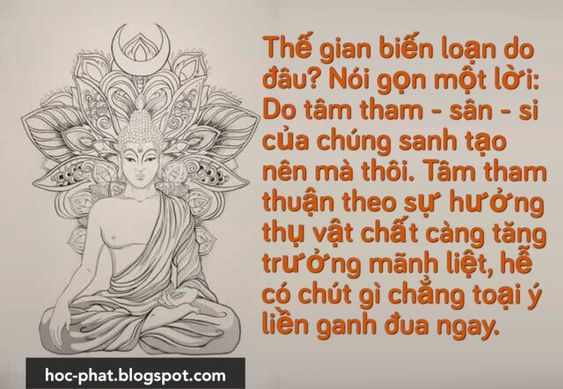 Thế gian biến loạn do
đâu? Nói gọn một lời:
Do tâm tham - sân - si
của chúng sanh tạo
nên mà thôi. Tâm tham
thuận theo sự hưởng
thụ vật chất càng tăng
trưởng mãnh liệt, hễ
có chút gì chẳng toại ý
liền ganh đua ngay.
hoc-phat.blogspot.com